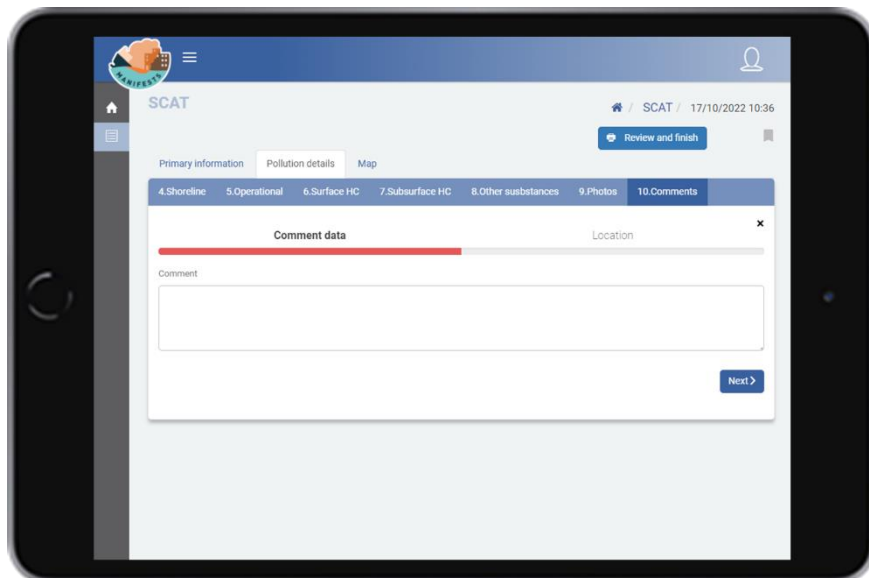 MANIFESTS
SCAT
/ SCAT / 17/10/2022 10:36
Review and finish
Primary information Pollution details Map
4.Shoreline 5.Operational 6.Surface HC 7.Subsurface HC 8.Other susbstances 9.Photos 10.Comments
×
Comment data Location
Comment
Next